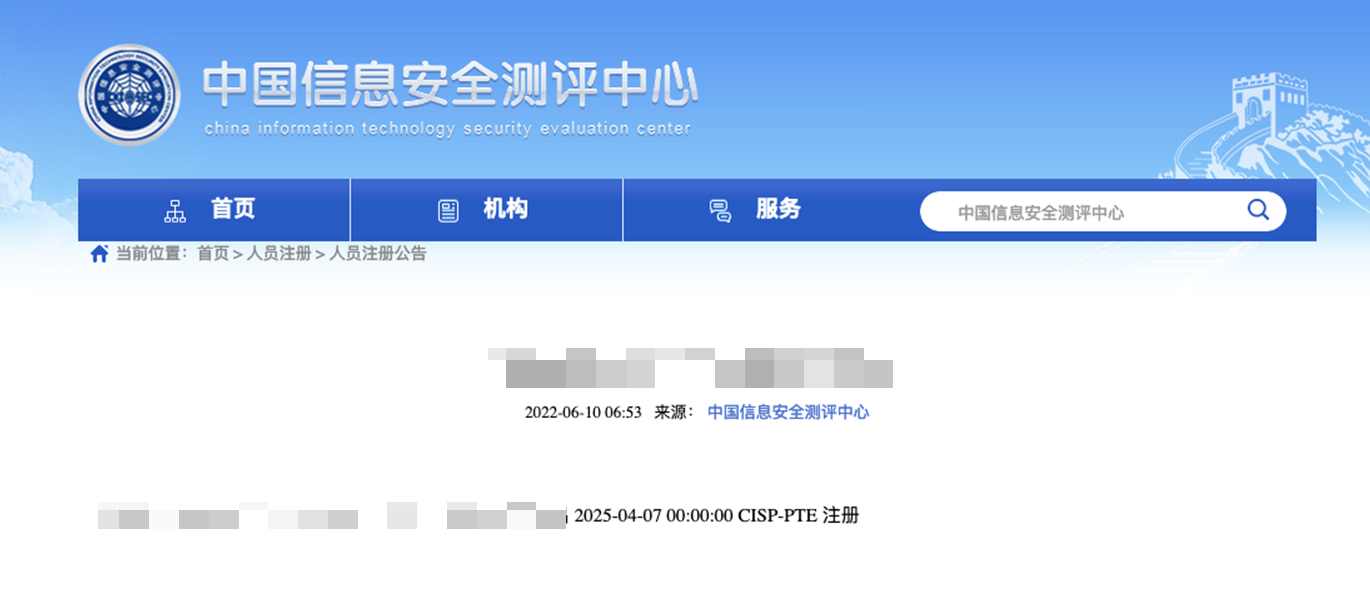 中国信息安全测评中心
china information technology security evaluation center
首页 机构 服务 中国信息安全测评中心
当前位置：首页 > 人员注册 > 人员注册公告
2022-06-10 06:53 来源： 中国信息安全测评中心
2025-04-07 00:00:00 CISP-PTE 注册